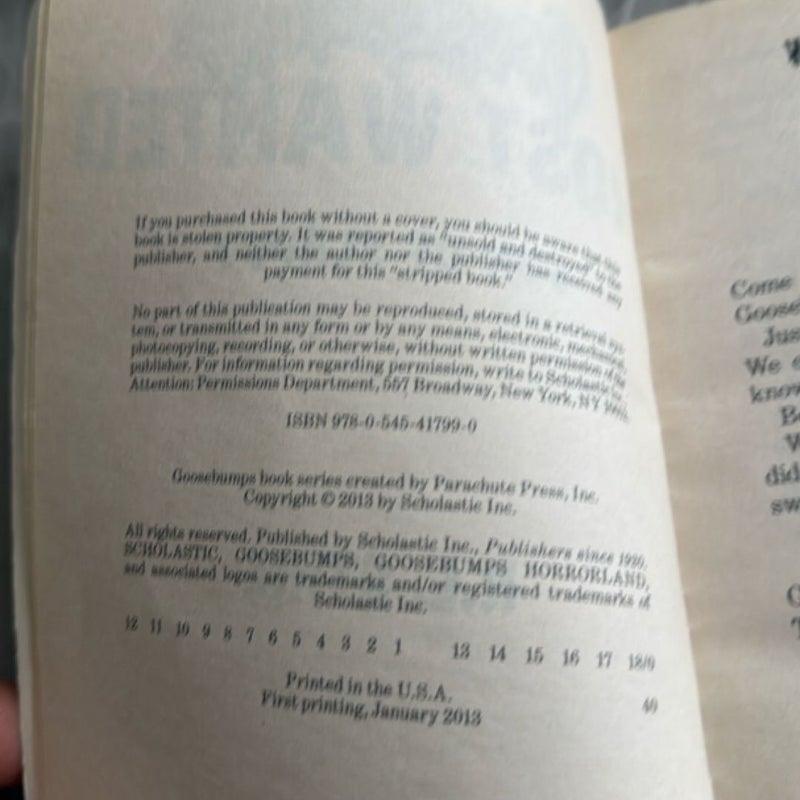 If you purchased this book without a cover, you should be aware that this
book is stolen property. It was reported as "unsold and destroyed" to the
publisher, and neither the author nor the publisher has received any
payment for this "stripped book."
No part of this publication may be reproduced, stored in a retrieval sys-
tem, or transmitted in any form or by any means, electronic, mechanical,
photocopying, recording, or otherwise, without written permission of the
publisher. For information regarding permission, write to Scholastic Inc.,
Attention: Permissions Department, 557 Broadway, New York, NY
ISBN 978-0-545-41799-0
Goosebumps book series created by Parachute Press, Inc.
Copyright © 2013 by Scholastic Inc.
All rights reserved. Published by Scholastic Inc., Publishers since 1920.
SCHOLASTIC, GOOSEBUMPS, GOOSEBUMPS HORRORLAND,
and associated logos are trademarks and/or registered trademarks of
Scholastic Inc.
12 11 10 9 8 7 6 5 4 3 2 1 13 14 15 16 17 18/0
Printed in the U.S.A. 40
First printing, January 2013
Come
Goose
Jus
We
know
Be
W
did
sw